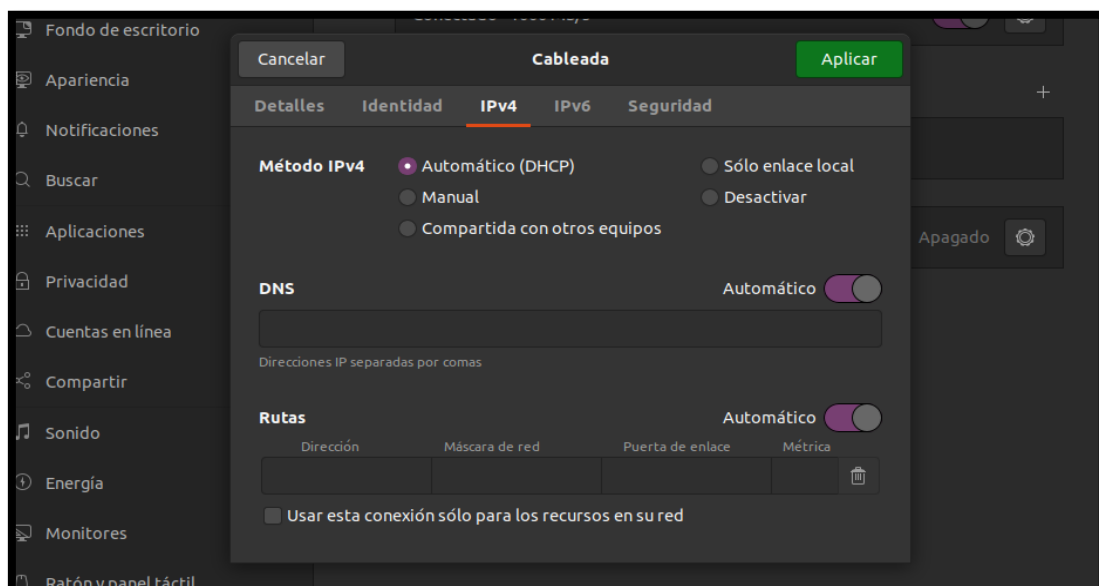 Fondo de escritorio
Apariencia
Notificaciones
Buscar
Aplicaciones
Privacidad
Cuentas en línea
Compartir
Sonido
Energía
Monitores
Ratón y panel táctil
Cancelar Cableada Aplicar
Detalles Identidad IPv4 IPv6 Seguridad
Método IPv4 Automático (DHCP) Sólo enlace local
Manual Desactivar
Compartida con otros equipos
DNS Automático
Direcciones IP separadas por comas
Rutas Automático
Dirección Máscara de red Puerta de enlace Métrica
Usar esta conexión sólo para los recursos en su red
Apagado